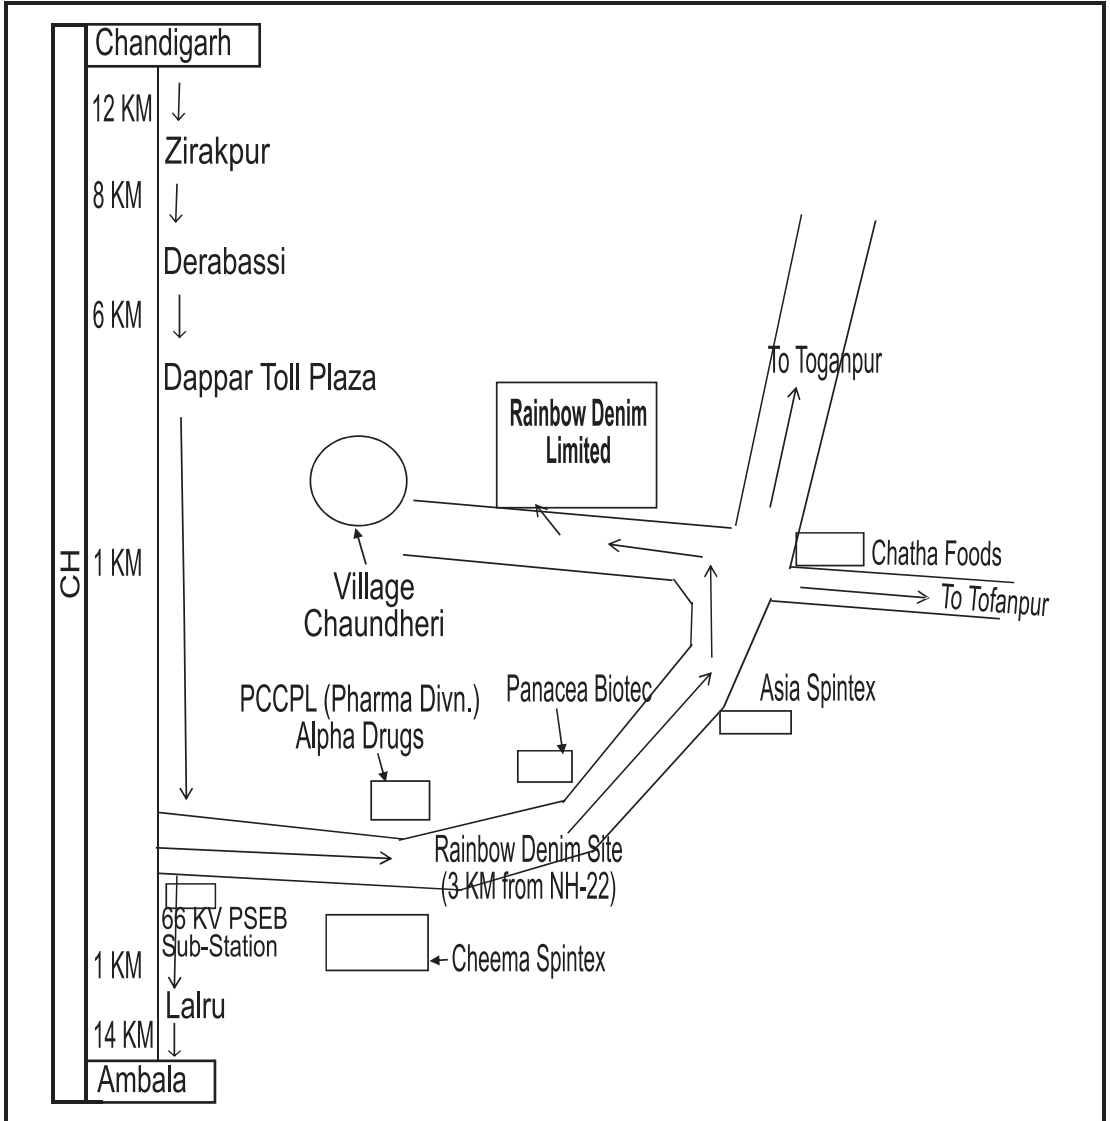 Chandigarh
12 KM
Zirakpur
8 KM
Derabassi
6 KM
Dappar Toll Plaza
To Toganpur
Rainbow Denim
Limited
CH
1 KM
Chatha Foods
Village
Chaundheri
To Tofanpur
PCCPL (Pharma Divn.)
Alpha Drugs
Panacea Biotec
Asia Spintex
Rainbow Denim Site
(3 KM from NH-22)
66 KV PSEB
Sub-Station
Cheema Spintex
1 KM
Lalru
14 KM
Ambala